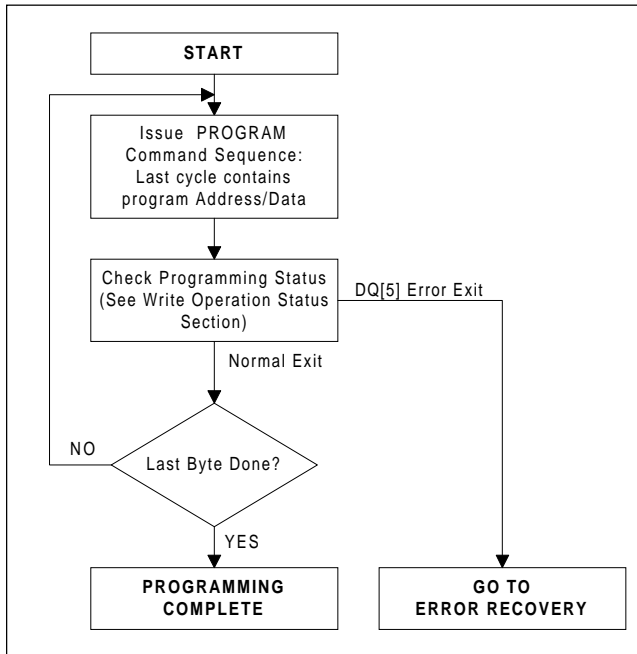 START
Issue PROGRAM
Command Sequence:
Last cycle contains
program Address/Data
Check Programming Status
(See Write Operation Status
Section)
DQ[5] Error Exit
Normal Exit
NO
Last Byte Done?
YES
PROGRAMMING
COMPLETE
GO TO
ERROR RECOVERY